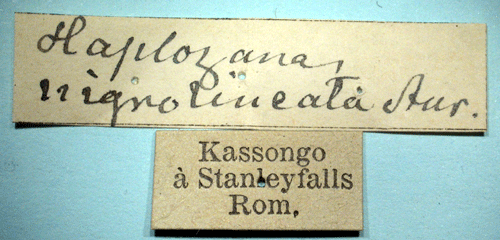 Haplozana,
nigrolineata Aur.
Kassongo
à Stanleyfalls
Rom.